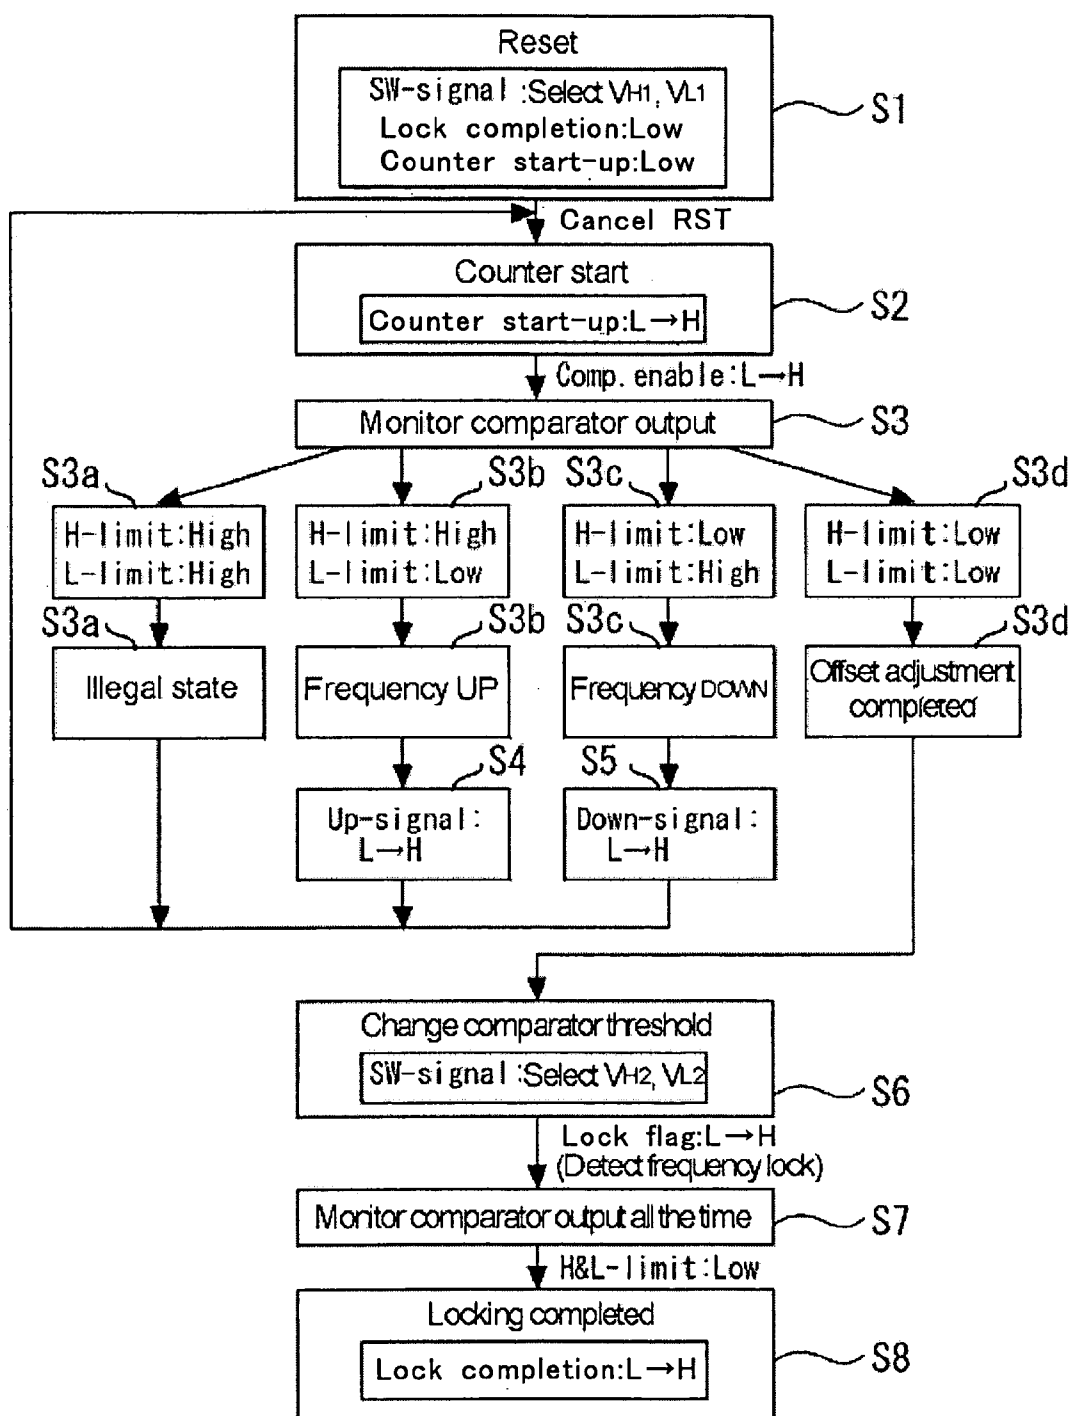 Reset
SW-signal:Select VH1, VL1
Lock completion:Low
Counter start-up:Low
S1
Cancel RST
Counter start
Counter start-up:L→H
S2
Comp.enable:L→H
Monitor comparator output
S3
S3a
H-limit:High
L-limit:High
S3b
H-limit:High
L-limit:Low
S3c
H-limit:Low
L-limit:High
S3d
H-limit:Low
L-limit:Low
S3a
Illegal state
S3b
Frequency UP
S3c
Frequency DOWN
S3d
Offset adjustment
completed
S4
Up-signal:
L→H
S5
Down-signal:
L→H
Change comparator threshold
SW-signal:Select VH2, VL2
S6
Lock flag:L→H
(Detect frequency lock)
Monitor comparator output all the time
S7
H&L-limit:Low
Locking completed
Lock completion:L→H
S8